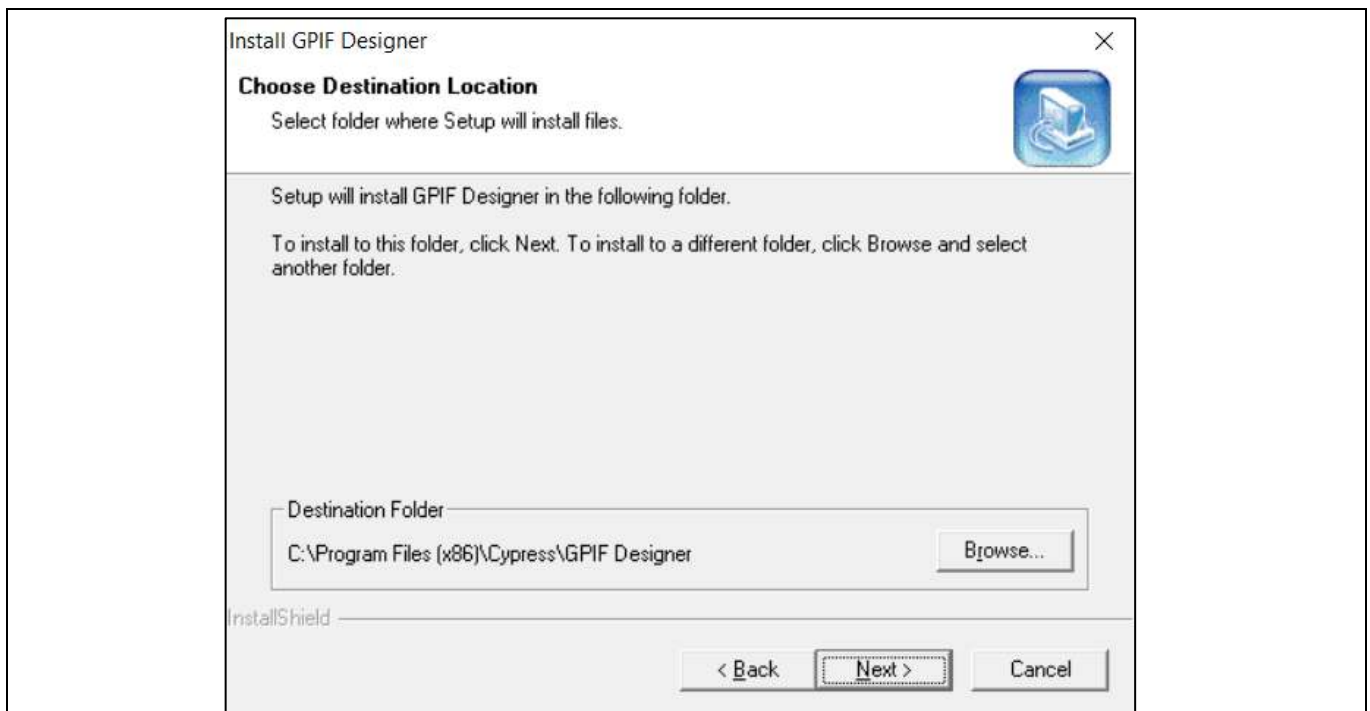 Install GPIF Designer
Choose Destination Location
Select folder where Setup will install files.
Setup will install GPIF Designer in the following folder.
To install to this folder, click Next. To install to a different folder, click Browse and select
another folder.
Destination Folder
C:\Program Files (x86)\Cypress\GPIF Designer
Browse...
InstallShield
< Back
Next >
Cancel